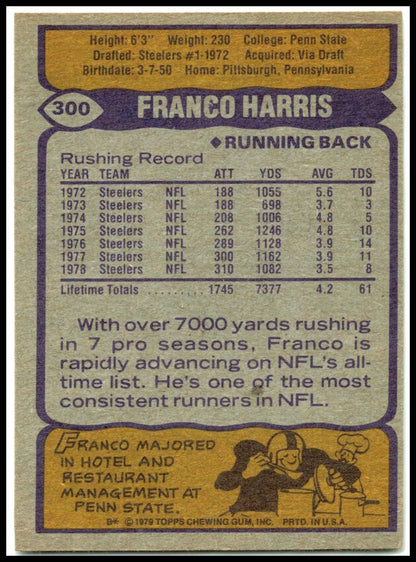 Height: 6'3" Weight: 230 College: Penn State
Drafted: Steelers #1-1972 Acquired: Via Draft
Birthdate: 3-7-50 Home: Pittsburgh, Pennsylvania
300 FRANCO HARRIS
◆RUNNING BACK
Rushing Record
YEAR TEAM ATT YDS AVG TDS
1972 Steelers NFL 188 1055 5.6 10
1973 Steelers NFL 188 698 3.7 3
1974 Steelers NFL 208 1006 4.8 5
1975 Steelers NFL 262 1246 4.8 10
1976 Steelers NFL 289 1128 3.9 14
1977 Steelers NFL 300 1162 3.9 11
1978 Steelers NFL 310 1082 3.5 8
Lifetime Totals ......... 1745 7377 4.2 61
With over 7000 yards rushing
in 7 pro seasons, Franco is
rapidly advancing on NFL's all-
time list. He's one of the most
consistent runners in NFL.
FRANCO MAJORED
IN HOTEL AND
RESTAURANT
MANAGEMENT AT
PENN STATE.
B* © 1979 TOPPS CHEWING GUM, INC. PRTD. IN U.S.A.